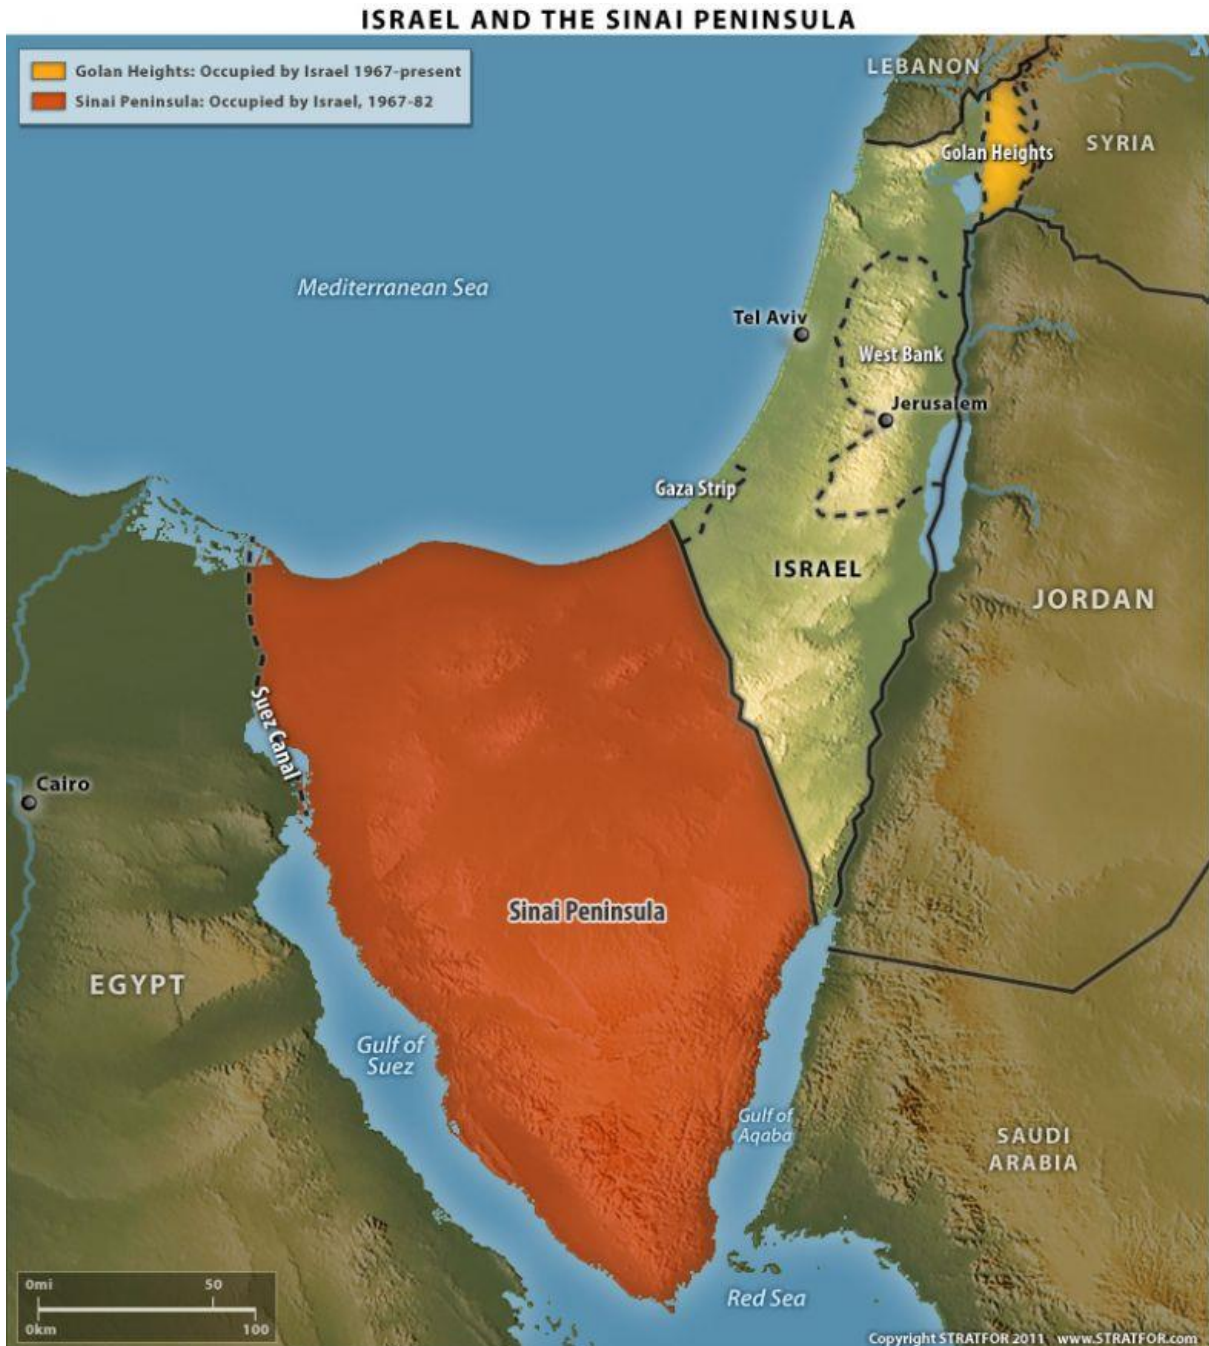 ISRAEL AND THE SINAI PENINSULA
Golan Heights: Occupied by Israel 1967-present
Sinai Peninsula: Occupied by Israel, 1967-82
LEBANON
SYRIA
Golan Heights
Mediterranean Sea
Tel Aviv
West Bank
Jerusalem
Gaza Strip
ISRAEL
JORDAN
Suez Canal
Cairo
Sinai Peninsula
EGYPT
Gulf of
Suez
Gulf of
Aqaba
SAUDI
ARABIA
Red Sea
0mi 50
0km 100
Copyright STRATFOR 2011 www.STRATFOR.com